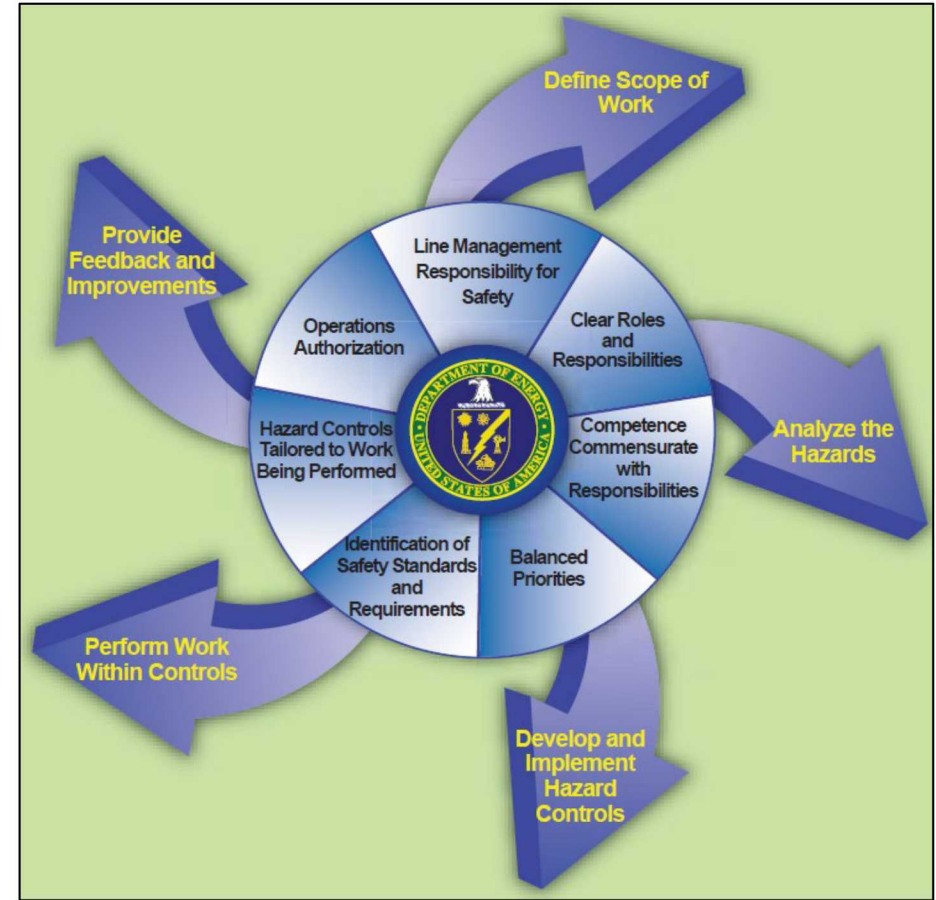 Define Scope of
Work
Analyze the
Hazards
Develop and
Implement
Hazard
Controls
Perform Work
Within Controls
Provide
Feedback and
Improvements
Line Management
Responsibility for
Safety
Clear Roles
and
Responsibilities
Competence
Commensurate
with
Responsibilities
Balanced
Priorities
Identification of
Safety Standards
and
Requirements
Hazard Controls
Tailored to Work
Being Performed
Operations
Authorization
DEPARTMENT OF ENERGY
UNITED STATES OF AMERICA